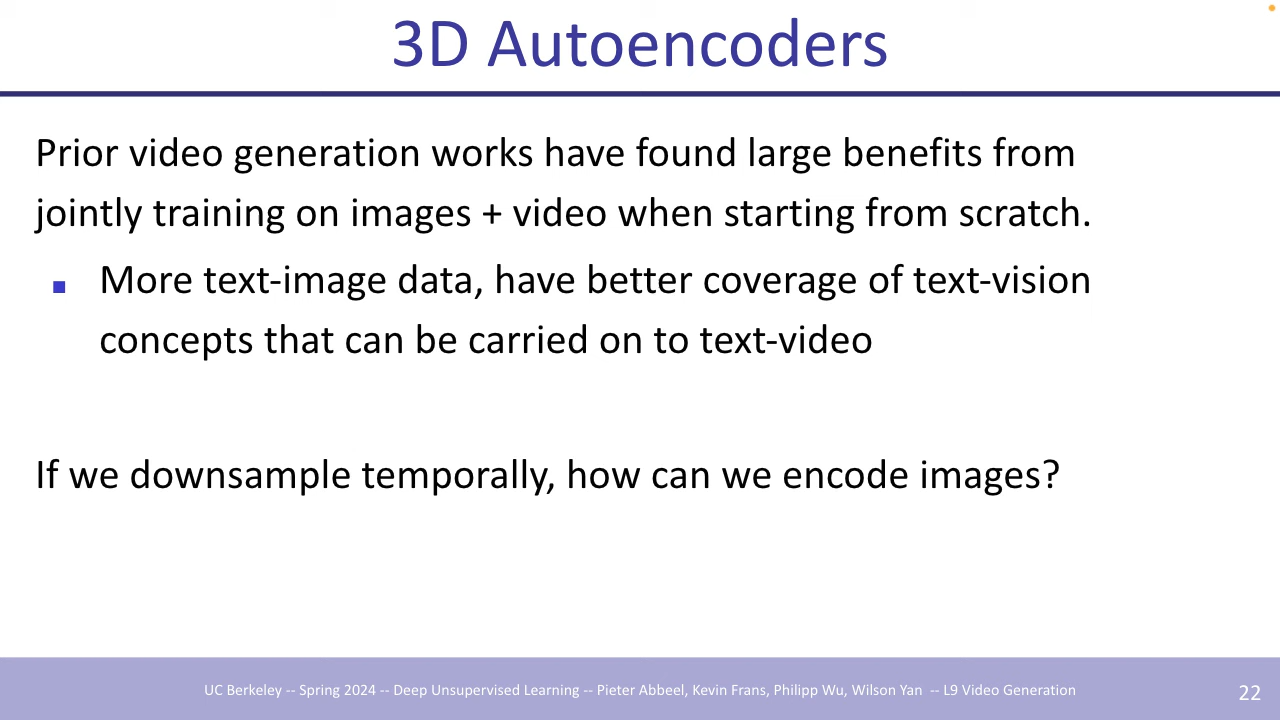 3D Autoencoders
Prior video generation works have found large benefits from
jointly training on images + video when starting from scratch.
More text-image data, have better coverage of text-vision
concepts that can be carried on to text-video
If we downsample temporally, how can we encode images?
UC Berkeley -- Spring 2024 -- Deep Unsupervised Learning -- Pieter Abbeel, Kevin Frans, Philipp Wu, Wilson Yan -- L9 Video Generation
22